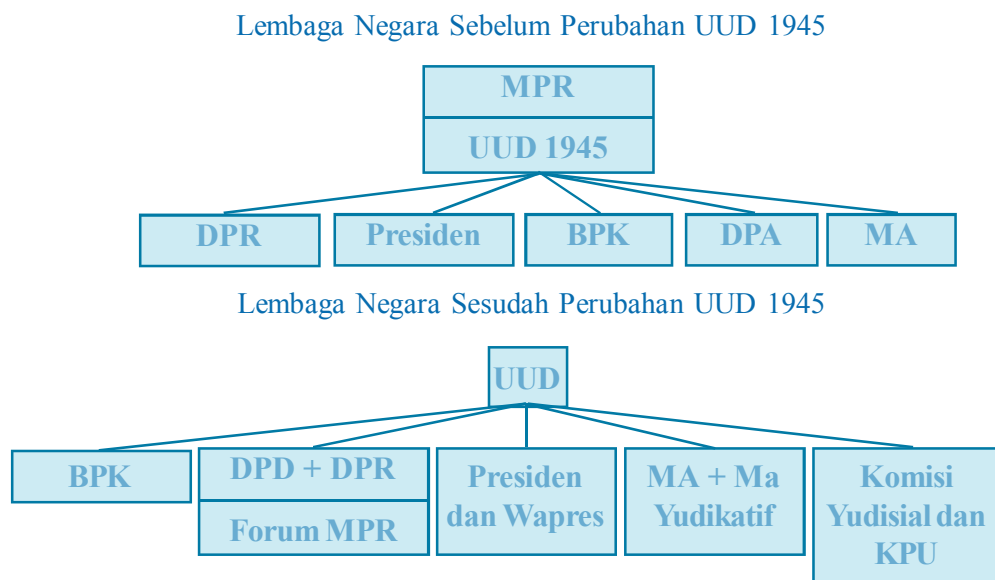 Lembaga Negara Sebelum Perubahan UUD 1945
MPR
UUD 1945
DPR
Presiden
BPK
DPA
MA
Lembaga Negara Sesudah Perubahan UUD 1945
UUD
BPK
DPD + DPR
Forum MPR
Presiden
dan Wapres
MA + Ma
Yudikatif
Komisi
Yudisial dan
KPU